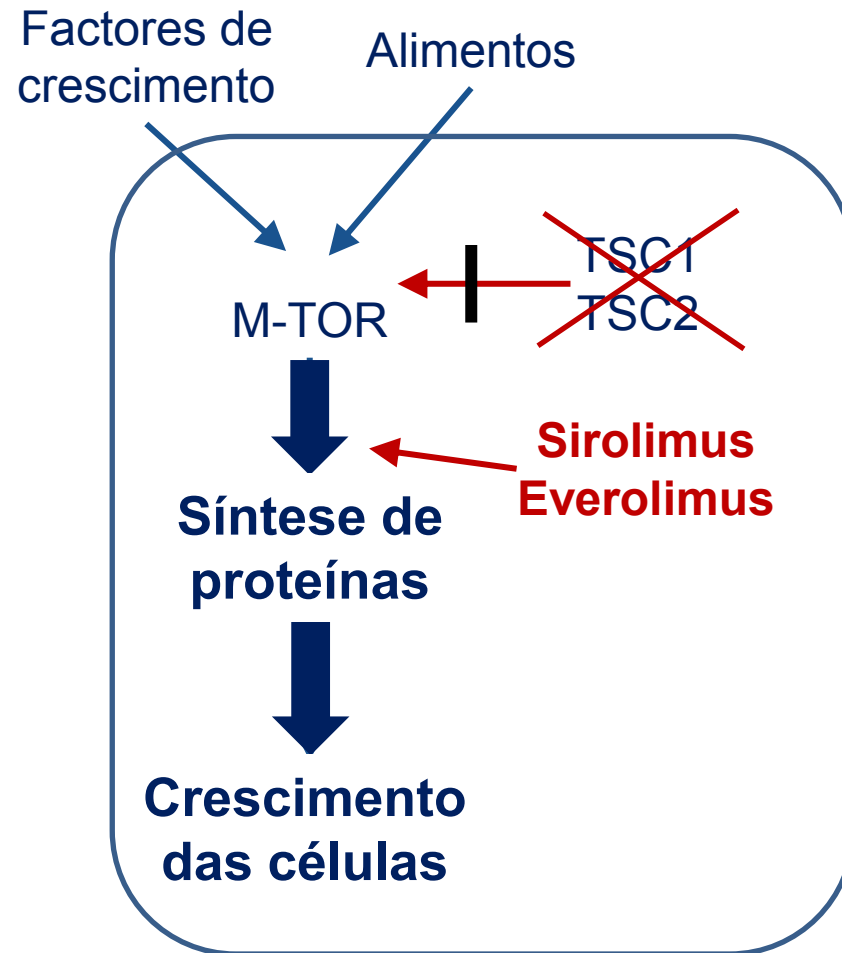 Factores de
crescimento
Alimentos
TSC1
TSC2
M-TOR
Sirolimus
Everolimus
Síntese de
proteínas
Crescimento
das células